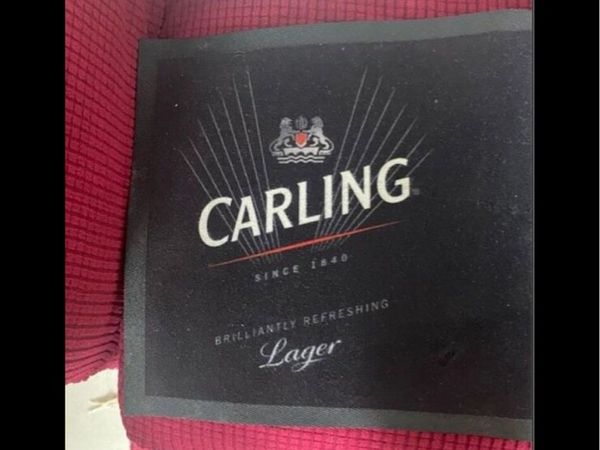 CARLING
SINCE 1840
BRILLIANTLY REFRESHING
Lager